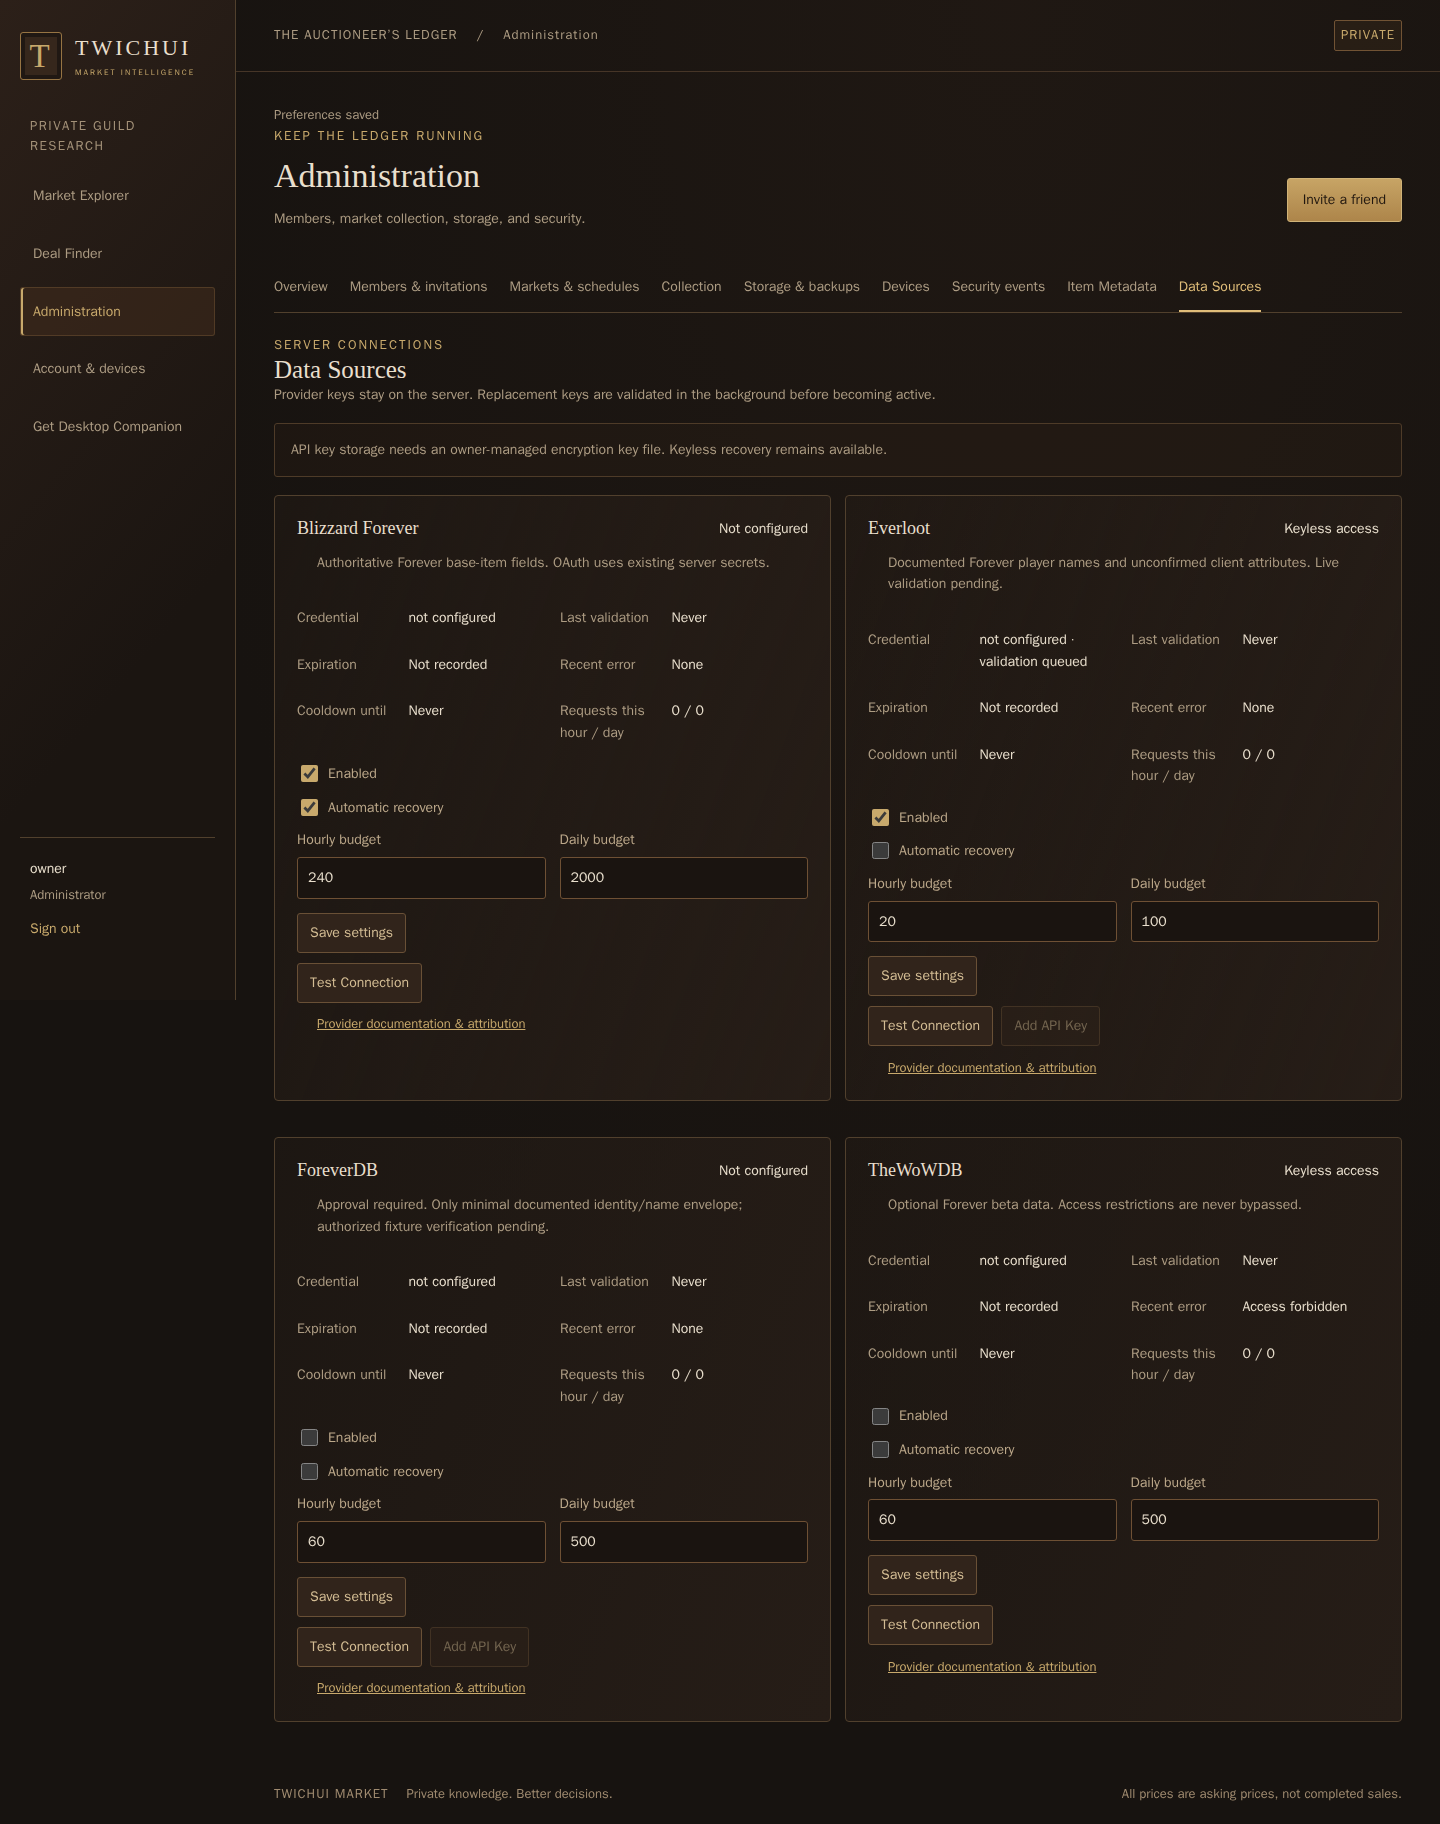 T
TWICHUI
MARKET INTELLIGENCE
PRIVATE GUILD
RESEARCH
Market Explorer
Deal Finder
Administration
Account & devices
Get Desktop Companion
owner
Administrator
Sign out
THE AUCTIONEER'S LEDGER / Administration
PRIVATE
Preferences saved
KEEP THE LEDGER RUNNING
Administration
Members, market collection, storage, and security.
Invite a friend
Overview Members & invitations Markets & schedules Collection Storage & backups Devices Security events Item Metadata Data Sources
SERVER CONNECTIONS
Data Sources
Provider keys stay on the server. Replacement keys are validated in the background before becoming active.
API key storage needs an owner-managed encryption key file. Keyless recovery remains available.
Blizzard Forever Not configured
Authoritative Forever base-item fields. OAuth uses existing server secrets.
Credential not configured Last validation Never
Expiration Not recorded Recent error None
Cooldown until Never Requests this 0 / 0
hour / day
Enabled
Automatic recovery
Hourly budget Daily budget
240 2000
Save settings
Test Connection
Provider documentation & attribution
Everloot Keyless access
Documented Forever player names and unconfirmed client attributes. Live
validation pending.
Credential not configured · Last validation Never
validation queued
Expiration Not recorded Recent error None
Cooldown until Never Requests this 0 / 0
hour / day
Enabled
Automatic recovery
Hourly budget Daily budget
20 100
Save settings
Test Connection Add API Key
Provider documentation & attribution
ForeverDB Not configured
Approval required. Only minimal documented identity/name envelope;
authorized fixture verification pending.
Credential not configured Last validation Never
Expiration Not recorded Recent error None
Cooldown until Never Requests this 0 / 0
hour / day
Enabled
Automatic recovery
Hourly budget Daily budget
60 500
Save settings
Test Connection Add API Key
Provider documentation & attribution
TheWoWDB Keyless access
Optional Forever beta data. Access restrictions are never bypassed.
Credential not configured Last validation Never
Expiration Not recorded Recent error Access forbidden
Cooldown until Never Requests this 0 / 0
hour / day
Enabled
Automatic recovery
Hourly budget Daily budget
60 500
Save settings
Test Connection
Provider documentation & attribution
TWICHUI MARKET Private knowledge. Better decisions.
All prices are asking prices, not completed sales.